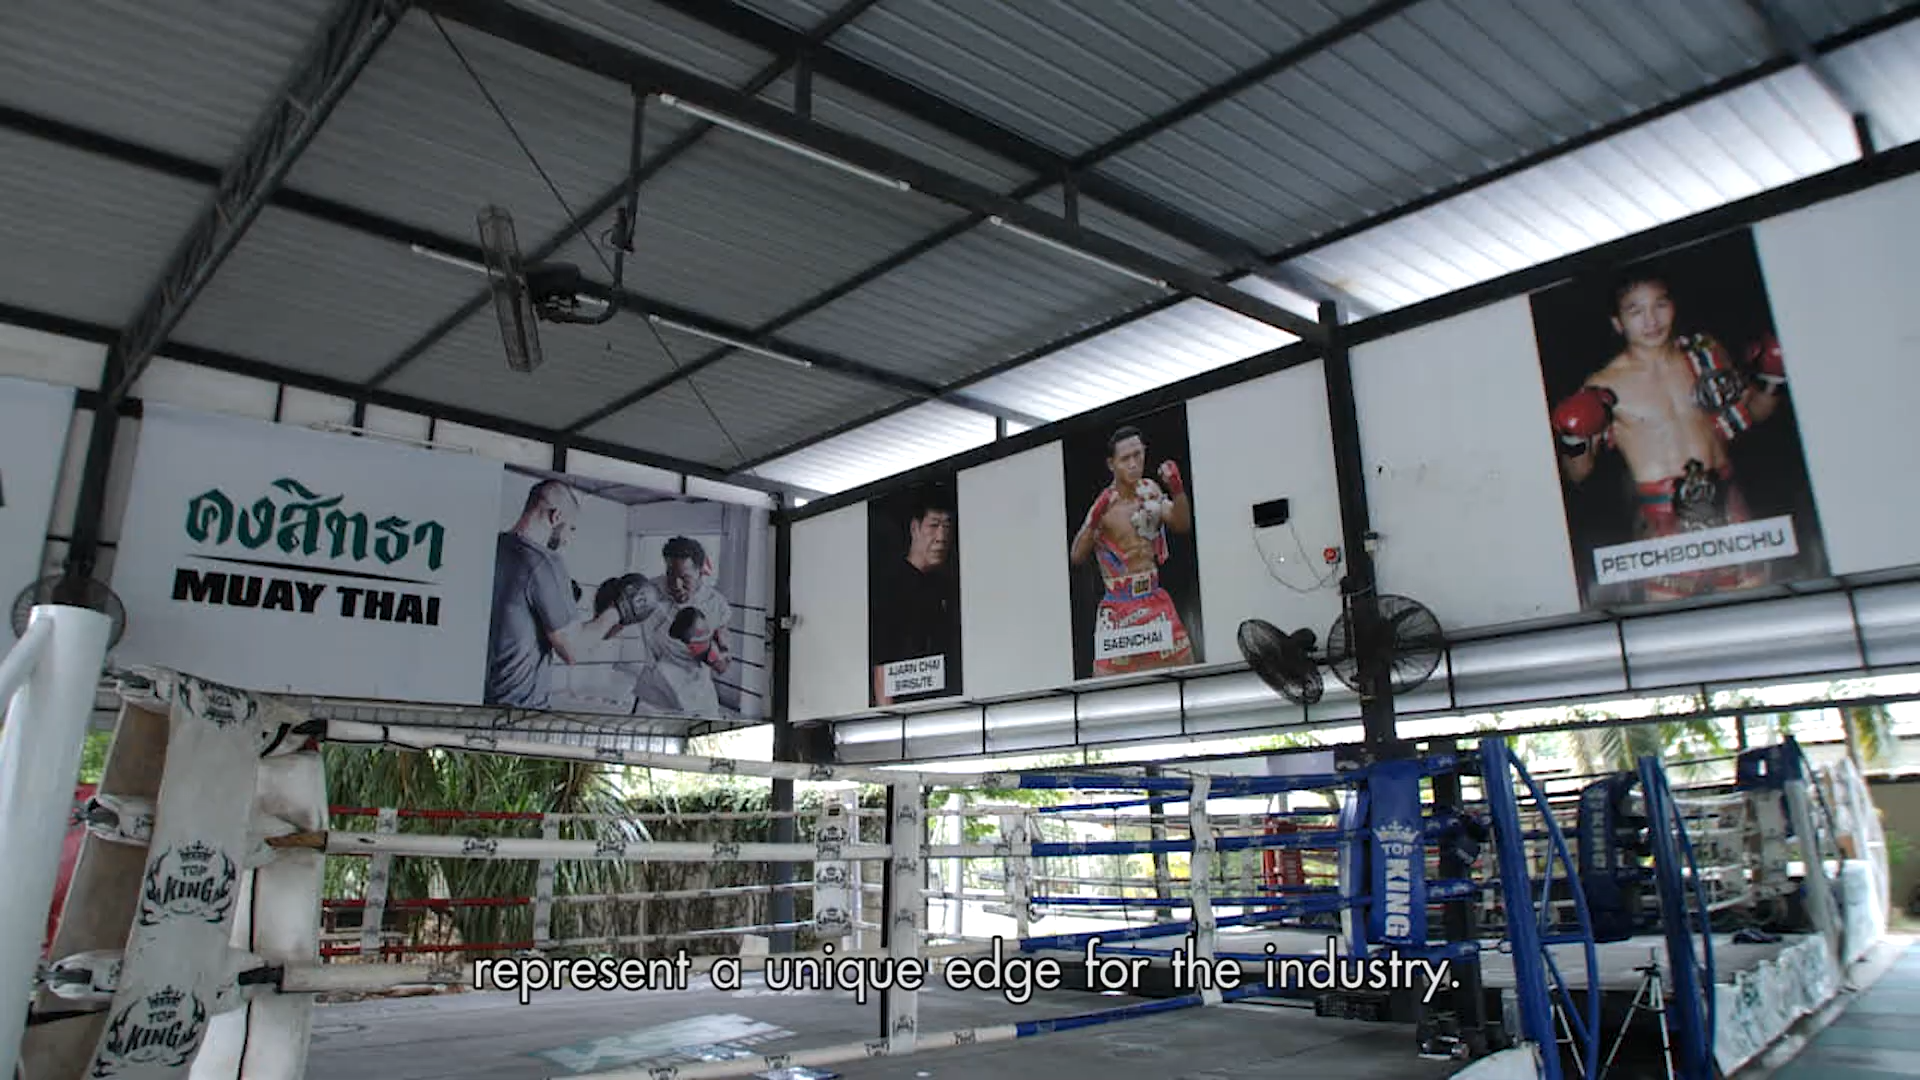 คงสิทธา
MUAY THAI
AJARN CHAI
SIRISUTE
SAENCHAI
PETCHBOONCHU
TOP
KING
TOP
KING
TOP
KING
KING
represent a unique edge for the industry.